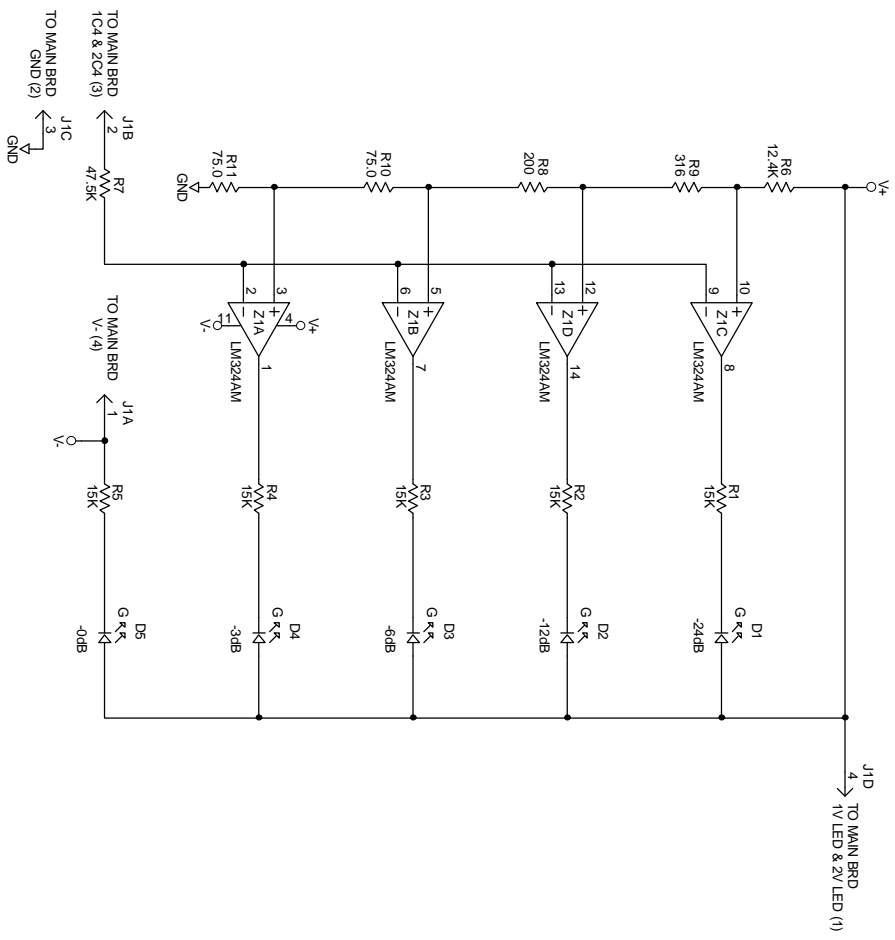 V+
R6
12.4K
R9
316
R8
200
R10
75.0
R11
75.0
GND
TO MAIN BRD
1C4 & 2C4 (3)
J1B
2
R7
47.5K
TO MAIN BRD
GND (2)
J1C
3
GND
10
9
+
−
Z1C
8
LM324AM
12
13
+
−
Z1D
14
LM324AM
5
6
+
−
Z1B
7
LM324AM
3
2
+
−
Z1A
1
4
V+
11
V-
LM324AM
TO MAIN BRD
V- (4)
J1A
1
V-
R1
15K
R2
15K
R3
15K
R4
15K
R5
15K
D1
G
-24dB
D2
G
-12dB
D3
G
-6dB
D4
G
-3dB
D5
G
-0dB
J1D
4
TO MAIN BRD
1V LED & 2V LED (1)